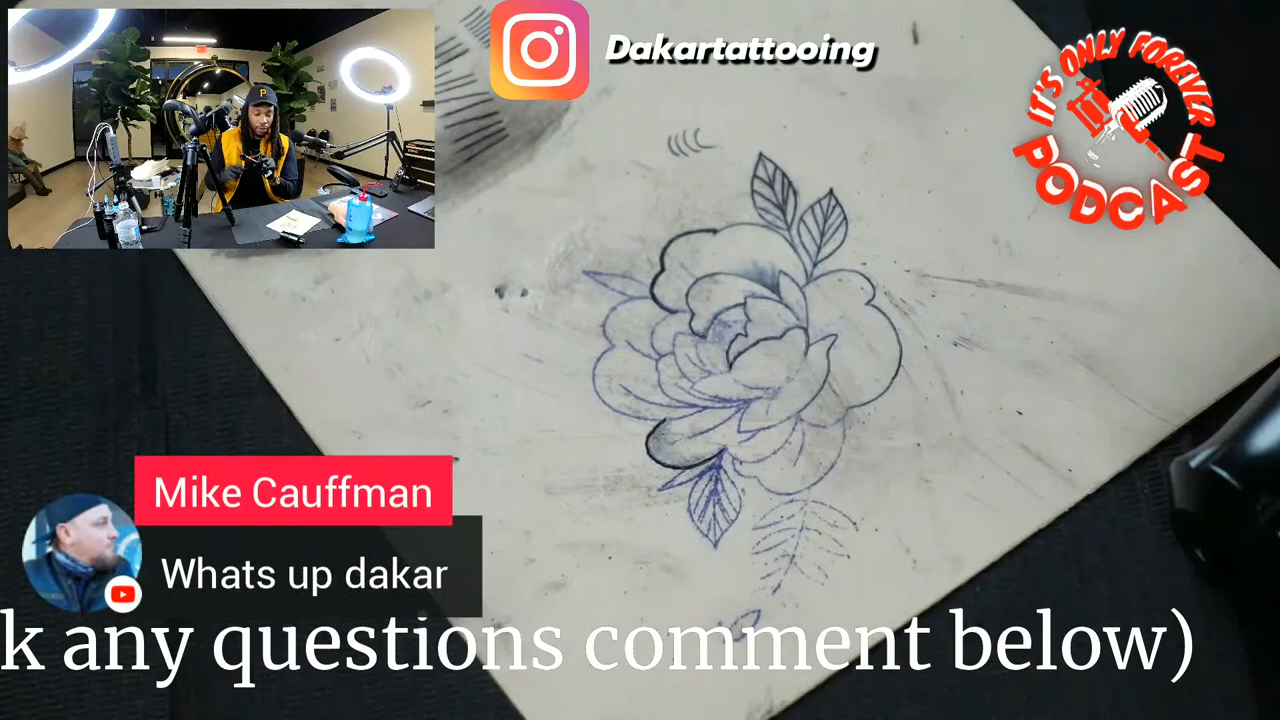 Dakartattooing
IT'S ONLY FOREVER
PODCAST
P
Mike Cauffman
Whats up dakar
k any questions comment below)